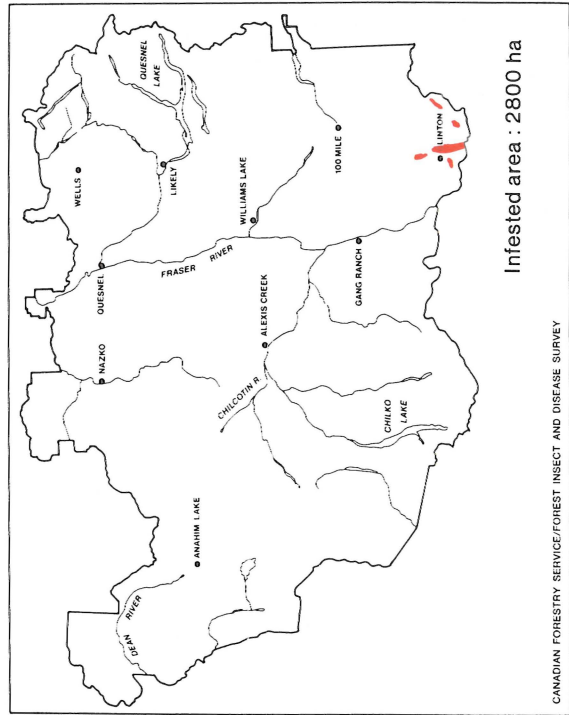 WELLS
QUESNEL
LAKE
LIKELY
QUESNEL
NAZKO
FRASER RIVER
WILLIAMS LAKE
100 MILE
ALEXIS CREEK
CHILCOTIN R.
ANAHIM LAKE
DEAN RIVER
GANG RANCH
CHILKO
LAKE
LINTON
Infested area : 2800 ha
CANADIAN FORESTRY SERVICE/FOREST INSECT AND DISEASE SURVEY